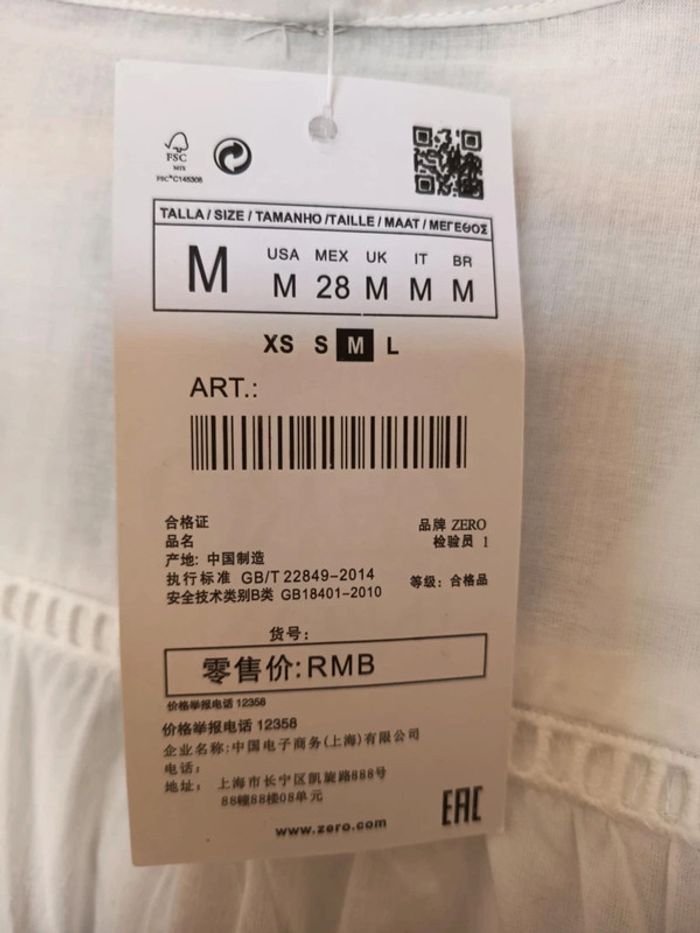 FSC
MIX
FSC®C145306
TALLA / SIZE / TAMANHO /TAILLE / MAAT / ΜΕΓΕΘΟΣ
M
USA MEX UK IT BR
M 28 M M M
XS S M L
ART.:
合格证
品名
产地: 中国制造
执行标准 GB/T 22849-2014
安全技术类别B类 GB18401-2010
品牌 ZERO
检验员 1
等级: 合格品
货号:
零售价:RMB
价格举报电话 12358
价格举报电话 12358
企业名称:中国电子商务(上海)有限公司
电话:
地址: 上海市长宁区凯旋路888号
88幢88楼08单元
www.zero.com
EAC